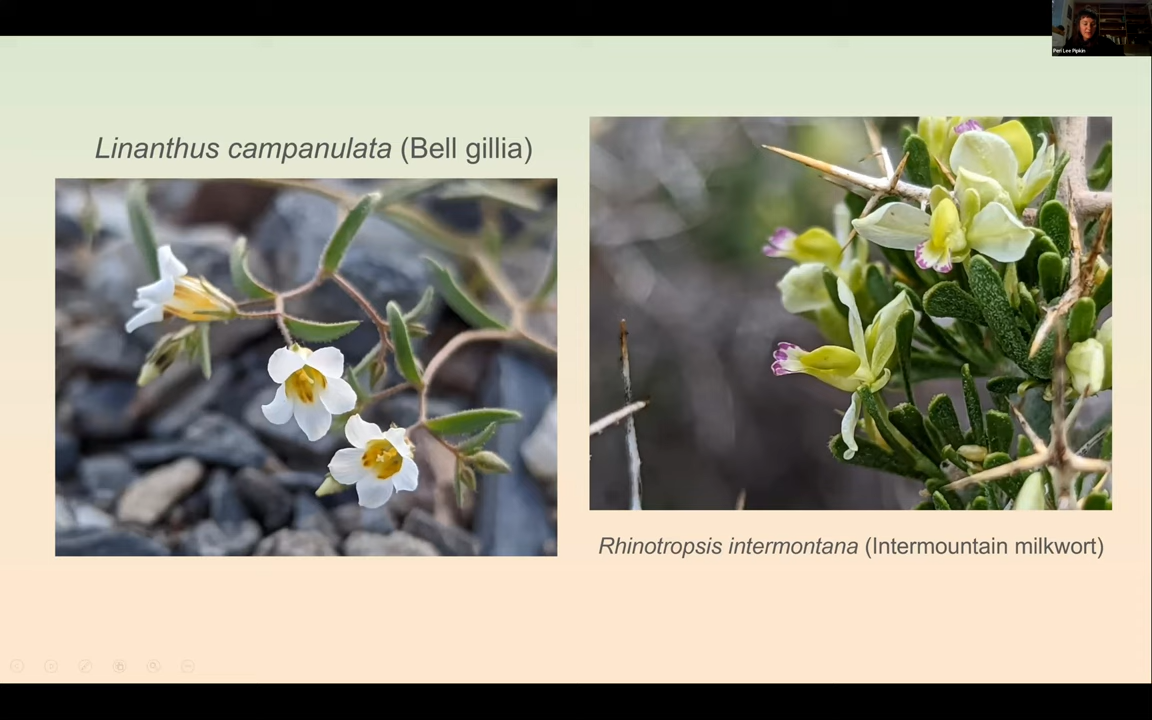 Peri Lee Pipkin
Linanthus campanulata (Bell gillia)
Rhinotropsis intermontana (Intermountain milkwort)